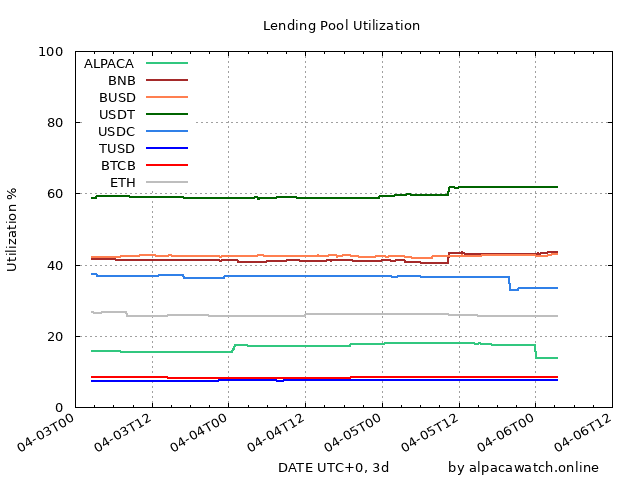 Lending Pool Utilization
100
80
60
40
20
0
Utilization %
ALPACA
BNB
BUSD
USDT
USDC
TUSD
BTCB
ETH
04-03T00
04-03T12
04-04T00
04-04T12
04-05T00
04-05T12
04-06T00
04-06T12
DATE UTC+0, 3d
by alpacawatch.online